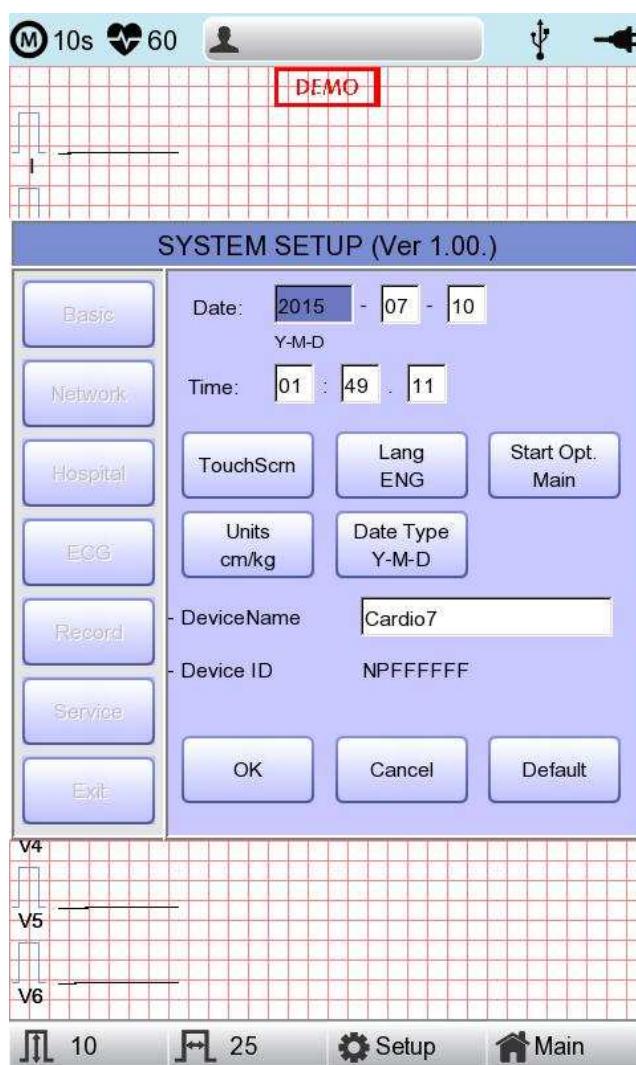 M 10s 60
DEMO
I
SYSTEM SETUP (Ver 1.00.)
Basic
Network
Hospital
ECG
Record
Service
Exit
Date: 2015 - 07 - 10
Y-M-D
Time: 01 : 49 . 11
TouchScrn
Lang
ENG
Start Opt.
Main
Units
cm/kg
Date Type
Y-M-D
- DeviceName Cardio7
- Device ID NPFFFFFF
OK Cancel Default
V4
V5
V6
10 25 Setup Main